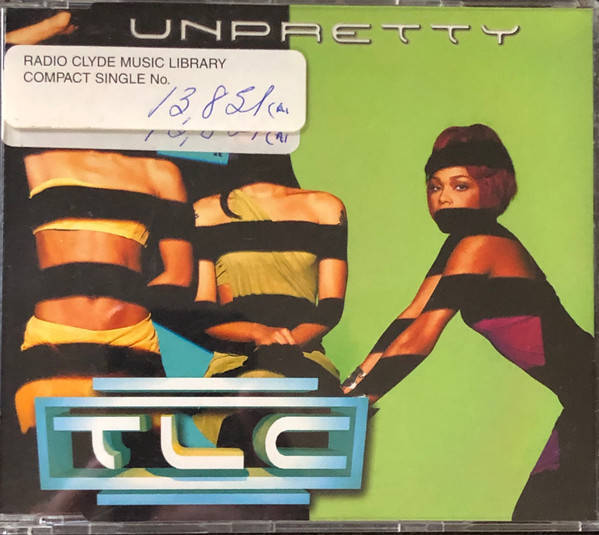 UNPRETTY
RADIO CLYDE MUSIC LIBRARY
COMPACT SINGLE No.
13,851
TLC